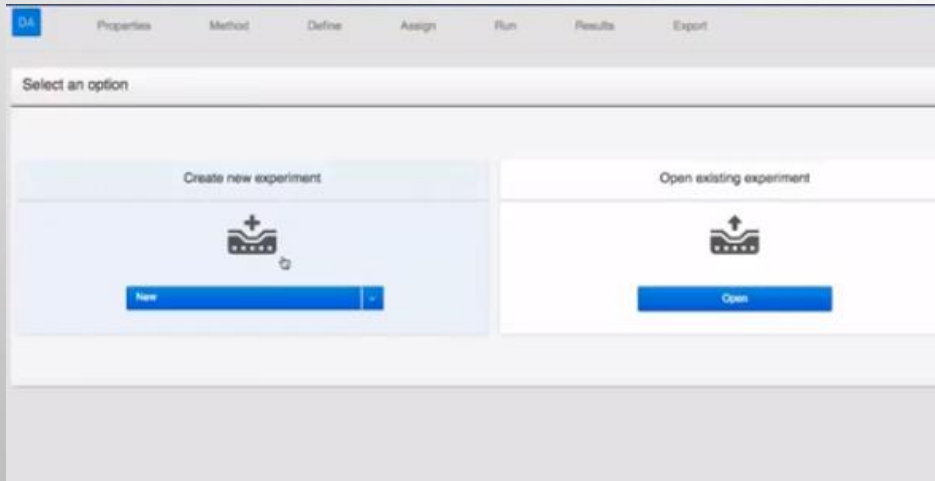 DA Properties Method Define Assign Run Results Export
Select an option
Create new experiment
Open existing experiment
New
Open